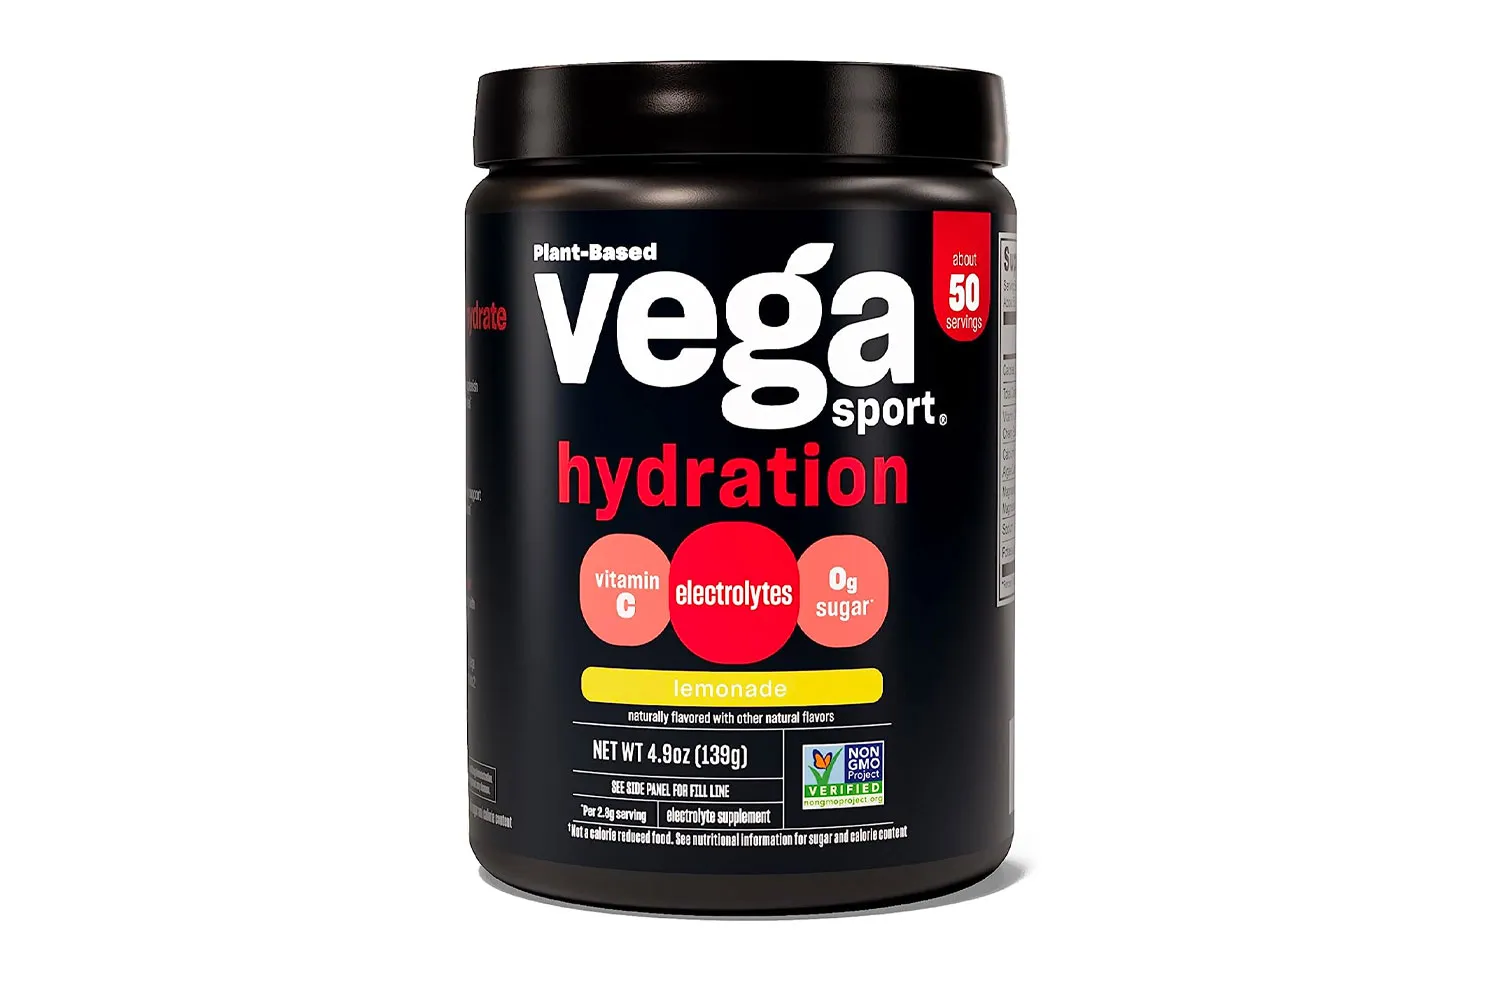 Plant-Based
vega
sport®
about
50
servings
hydration
vitamin
C
electrolytes
0g
sugar*
lemonade
naturally flavored with other natural flavors
NET WT 4.9oz (139g)
SEE SIDE PANEL FOR FILL LINE
*Per 2.8g serving
electrolyte supplement
†Not a calorie reduced food. See nutritional information for sugar and calorie content
NON
GMO
Project
VERIFIED
nongmoproject.org